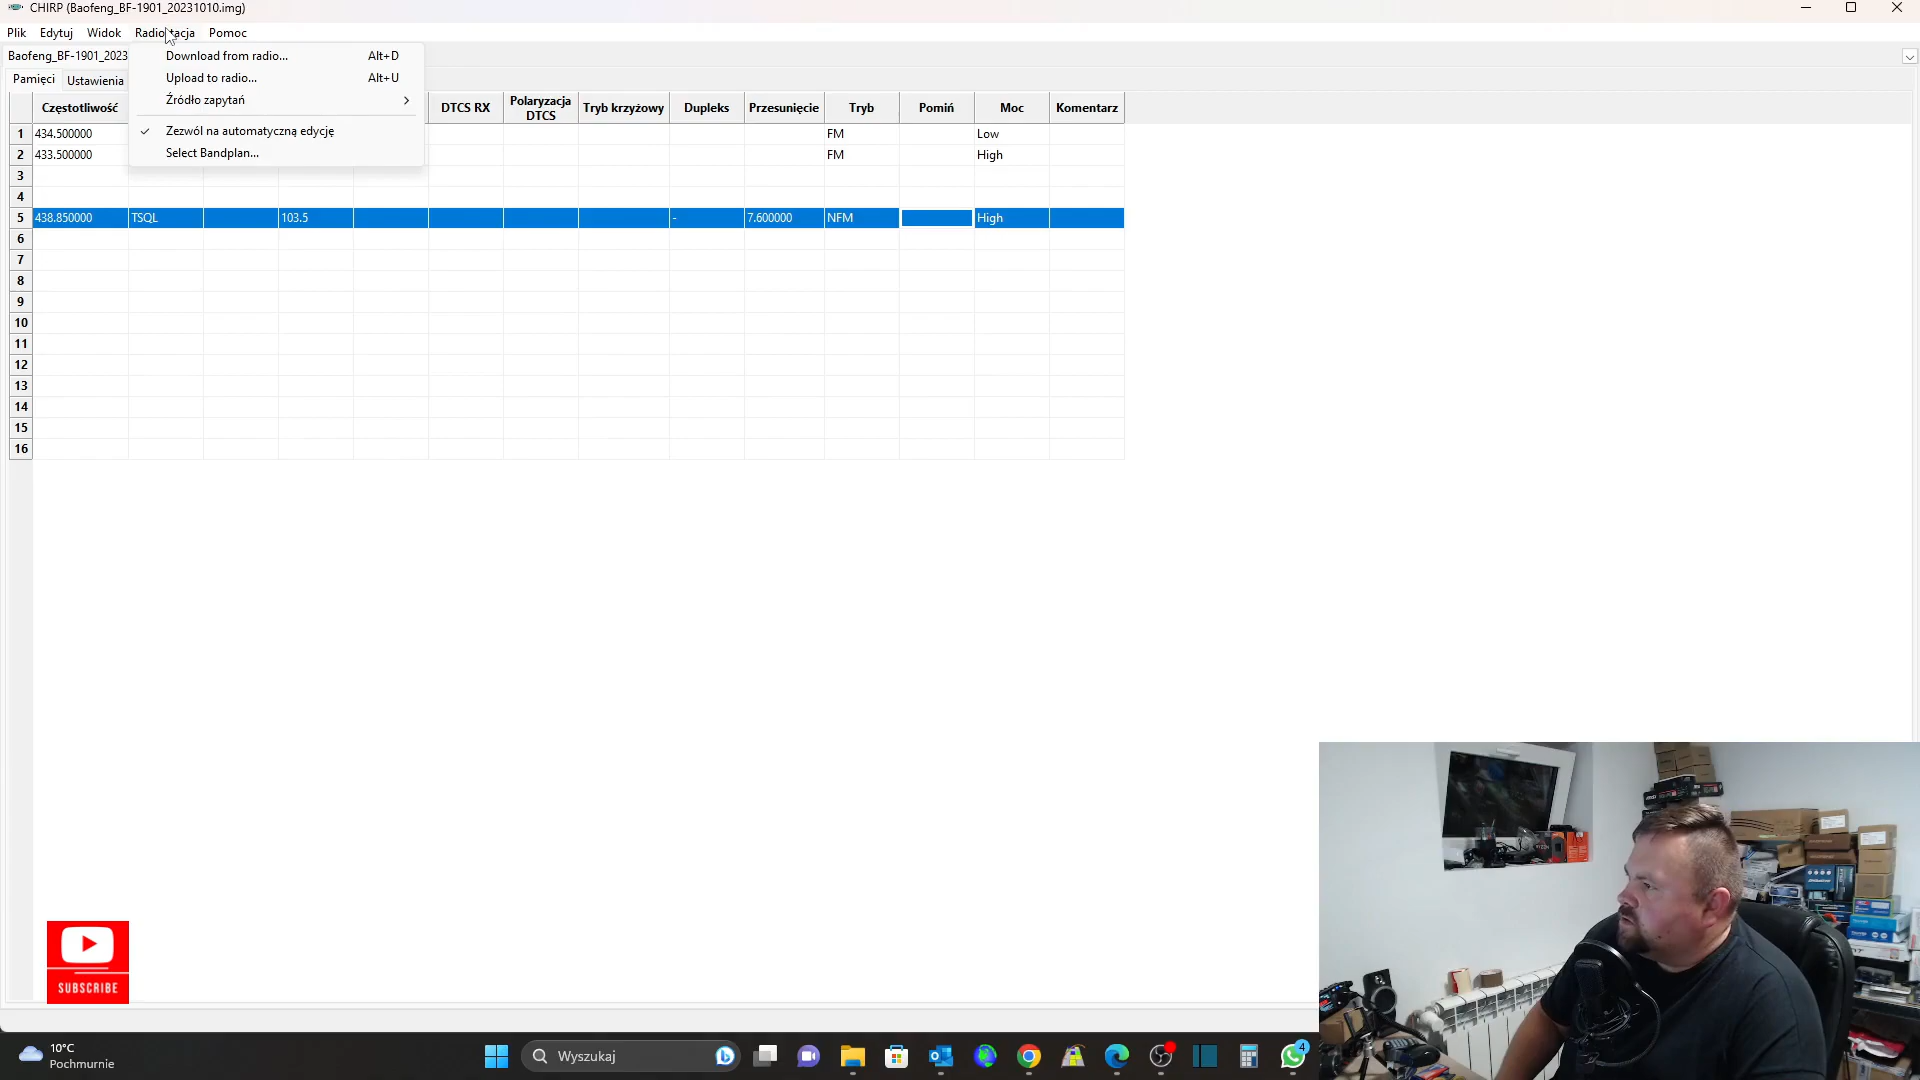 CHIRP (Baofeng_BF-1901_20231010.img)
Plik Edytuj Widok Radiostacja Pomoc
Baofeng_BF-1901_2023
Pamięci Ustawienia
Download from radio... Alt+D
Upload to radio... Alt+U
Źródło zapytań
Zezwól na automatyczną edycję
Select Bandplan...
Częstotliwość DTCS RX Polaryzacja DTCS Tryb krzyżowy Dupleks Przesunięcie Tryb Pomiń Moc Komentarz
1 434.500000 FM Low
2 433.500000 FM High
3
4
5 438.850000 TSQL 103.5 - 7.600000 NFM High
6
7
8
9
10
11
12
13
14
15
16
SUBSCRIBE
10°C
Pochmurnie
Wyszukaj
4